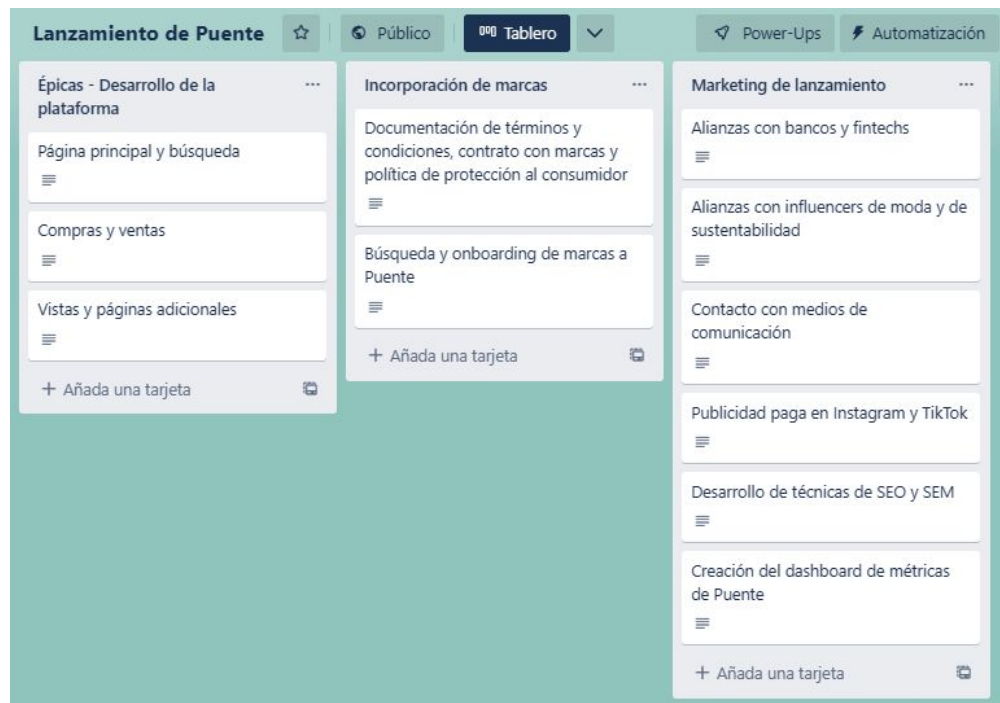 Lanzamiento de Puente
Público
Tablero
Power-Ups
Automatización
Épicas - Desarrollo de la
plataforma
Página principal y búsqueda
Compras y ventas
Vistas y páginas adicionales
+ Añada una tarjeta
Incorporación de marcas
Documentación de términos y
condiciones, contrato con marcas y
política de protección al consumidor
Búsqueda y onboarding de marcas a
Puente
+ Añada una tarjeta
Marketing de lanzamiento
Alianzas con bancos y fintechs
Alianzas con influencers de moda y de
sustentabilidad
Contacto con medios de
comunicación
Publicidad paga en Instagram y TikTok
Desarrollo de técnicas de SEO y SEM
Creación del dashboard de métricas
de Puente
+ Añada una tarjeta